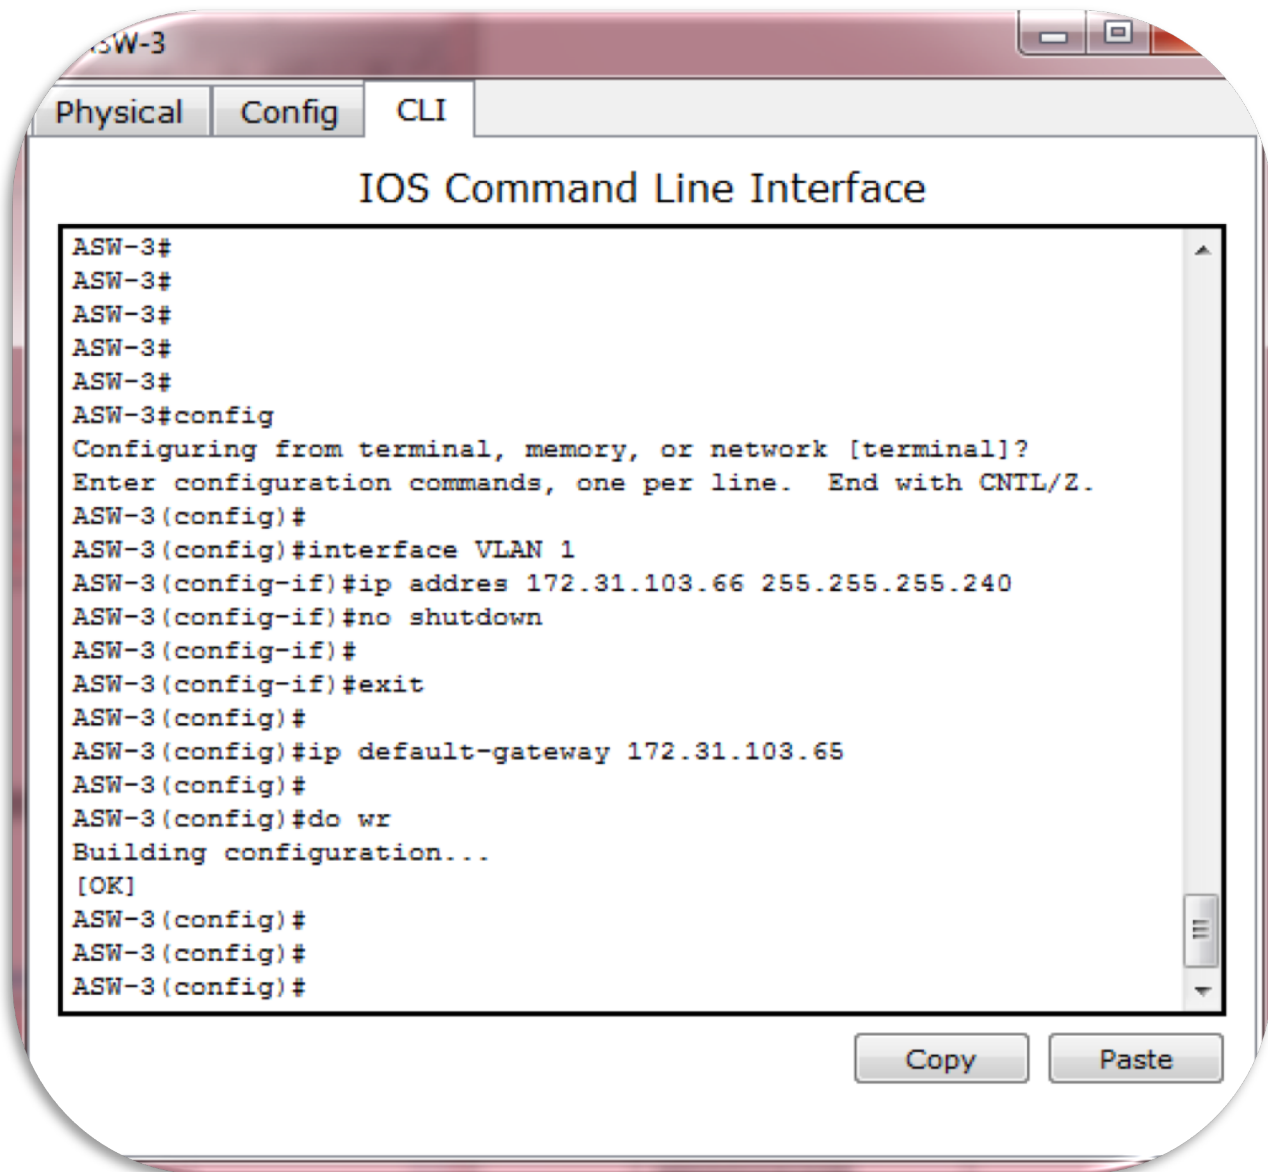 ASW-3
Physical Config CLI
IOS Command Line Interface
ASW-3#
ASW-3#
ASW-3#
ASW-3#
ASW-3#
ASW-3#config
Configuring from terminal, memory, or network [terminal]?
Enter configuration commands, one per line.  End with CNTL/Z.
ASW-3(config)#
ASW-3(config)#interface VLAN 1
ASW-3(config-if)#ip addres 172.31.103.66 255.255.255.240
ASW-3(config-if)#no shutdown
ASW-3(config-if)#
ASW-3(config-if)#exit
ASW-3(config)#
ASW-3(config)#ip default-gateway 172.31.103.65
ASW-3(config)#
ASW-3(config)#do wr
Building configuration...
[OK]
ASW-3(config)#
ASW-3(config)#
ASW-3(config)#
Copy Paste